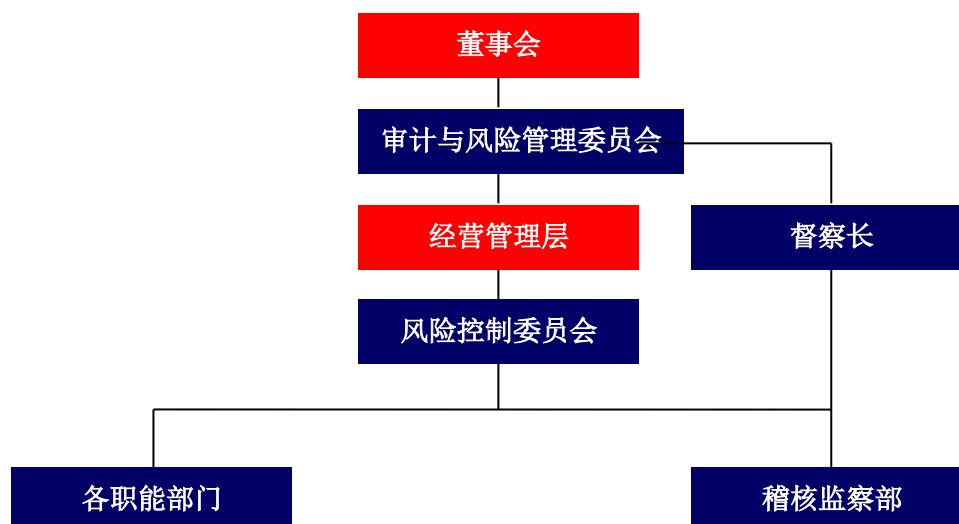 董事会
审计与风险管理委员会
经营管理层
督察长
风险控制委员会
各职能部门
稽核监察部